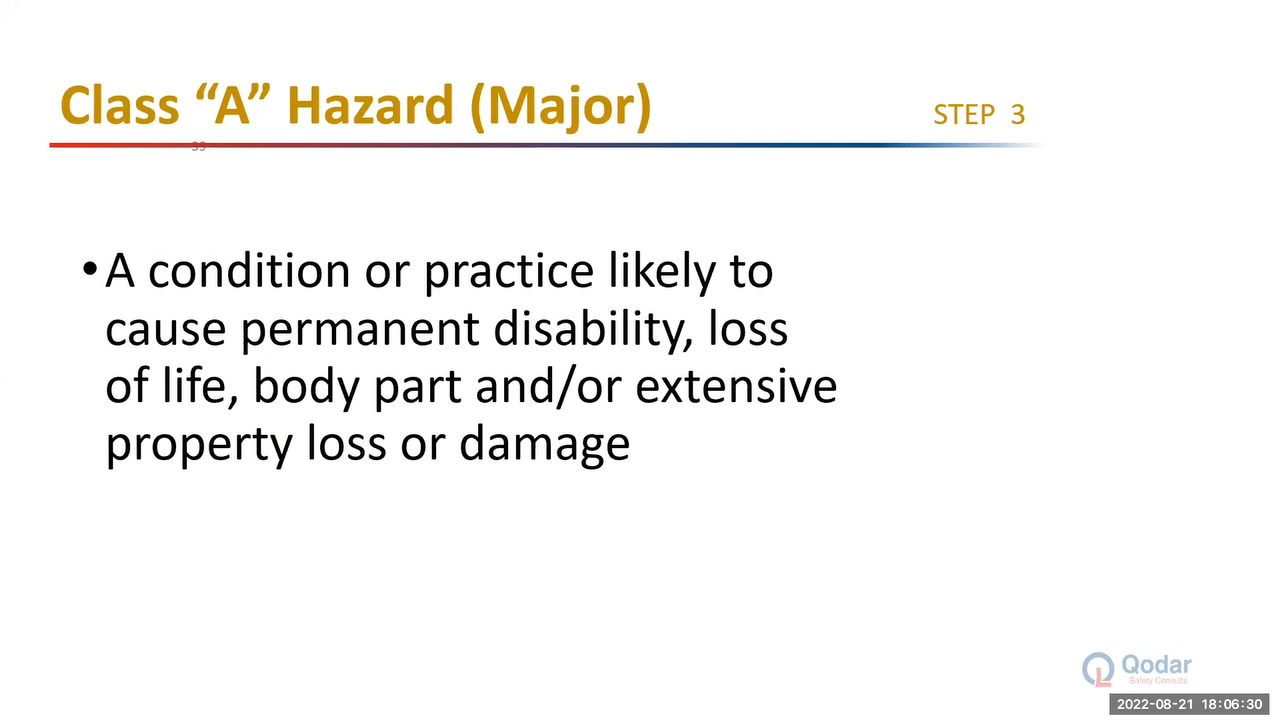 Class “A” Hazard (Major)
STEP 3
39
•A condition or practice likely to
cause permanent disability, loss
of life, body part and/or extensive
property loss or damage
Qodar
Safety Consults
2022-08-21 18:06:30